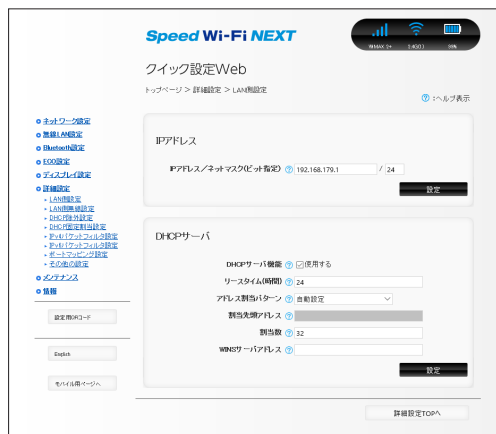 Speed Wi-Fi NEXT
WiMAX 2+
2.4G(0)
99%
クイック設定Web
トップページ > 詳細設定 > LAN側設定
? :ヘルプ表示
ネットワーク設定
無線LAN設定
Bluetooth設定
ECO設定
ディスプレイ設定
詳細設定
LAN側設定
LAN側無線設定
DHCP除外設定
DHCP固定割当設定
IPv4パケットフィルタ設定
IPv6パケットフィルタ設定
ポートマッピング設定
その他の設定
メンテナンス
情報
設定用QRコード
English
モバイル用ページへ
IPアドレス
IPアドレス/ネットマスク(ビット指定) ? 192.168.179.1 / 24
設定
DHCPサーバ
DHCPサーバ機能 ? 使用する
リースタイム(時間) ? 24
アドレス割当パターン ? 自動設定
割当先頭アドレス ?
割当数 ? 32
WINSサーバアドレス ?
設定
詳細設定TOPへ